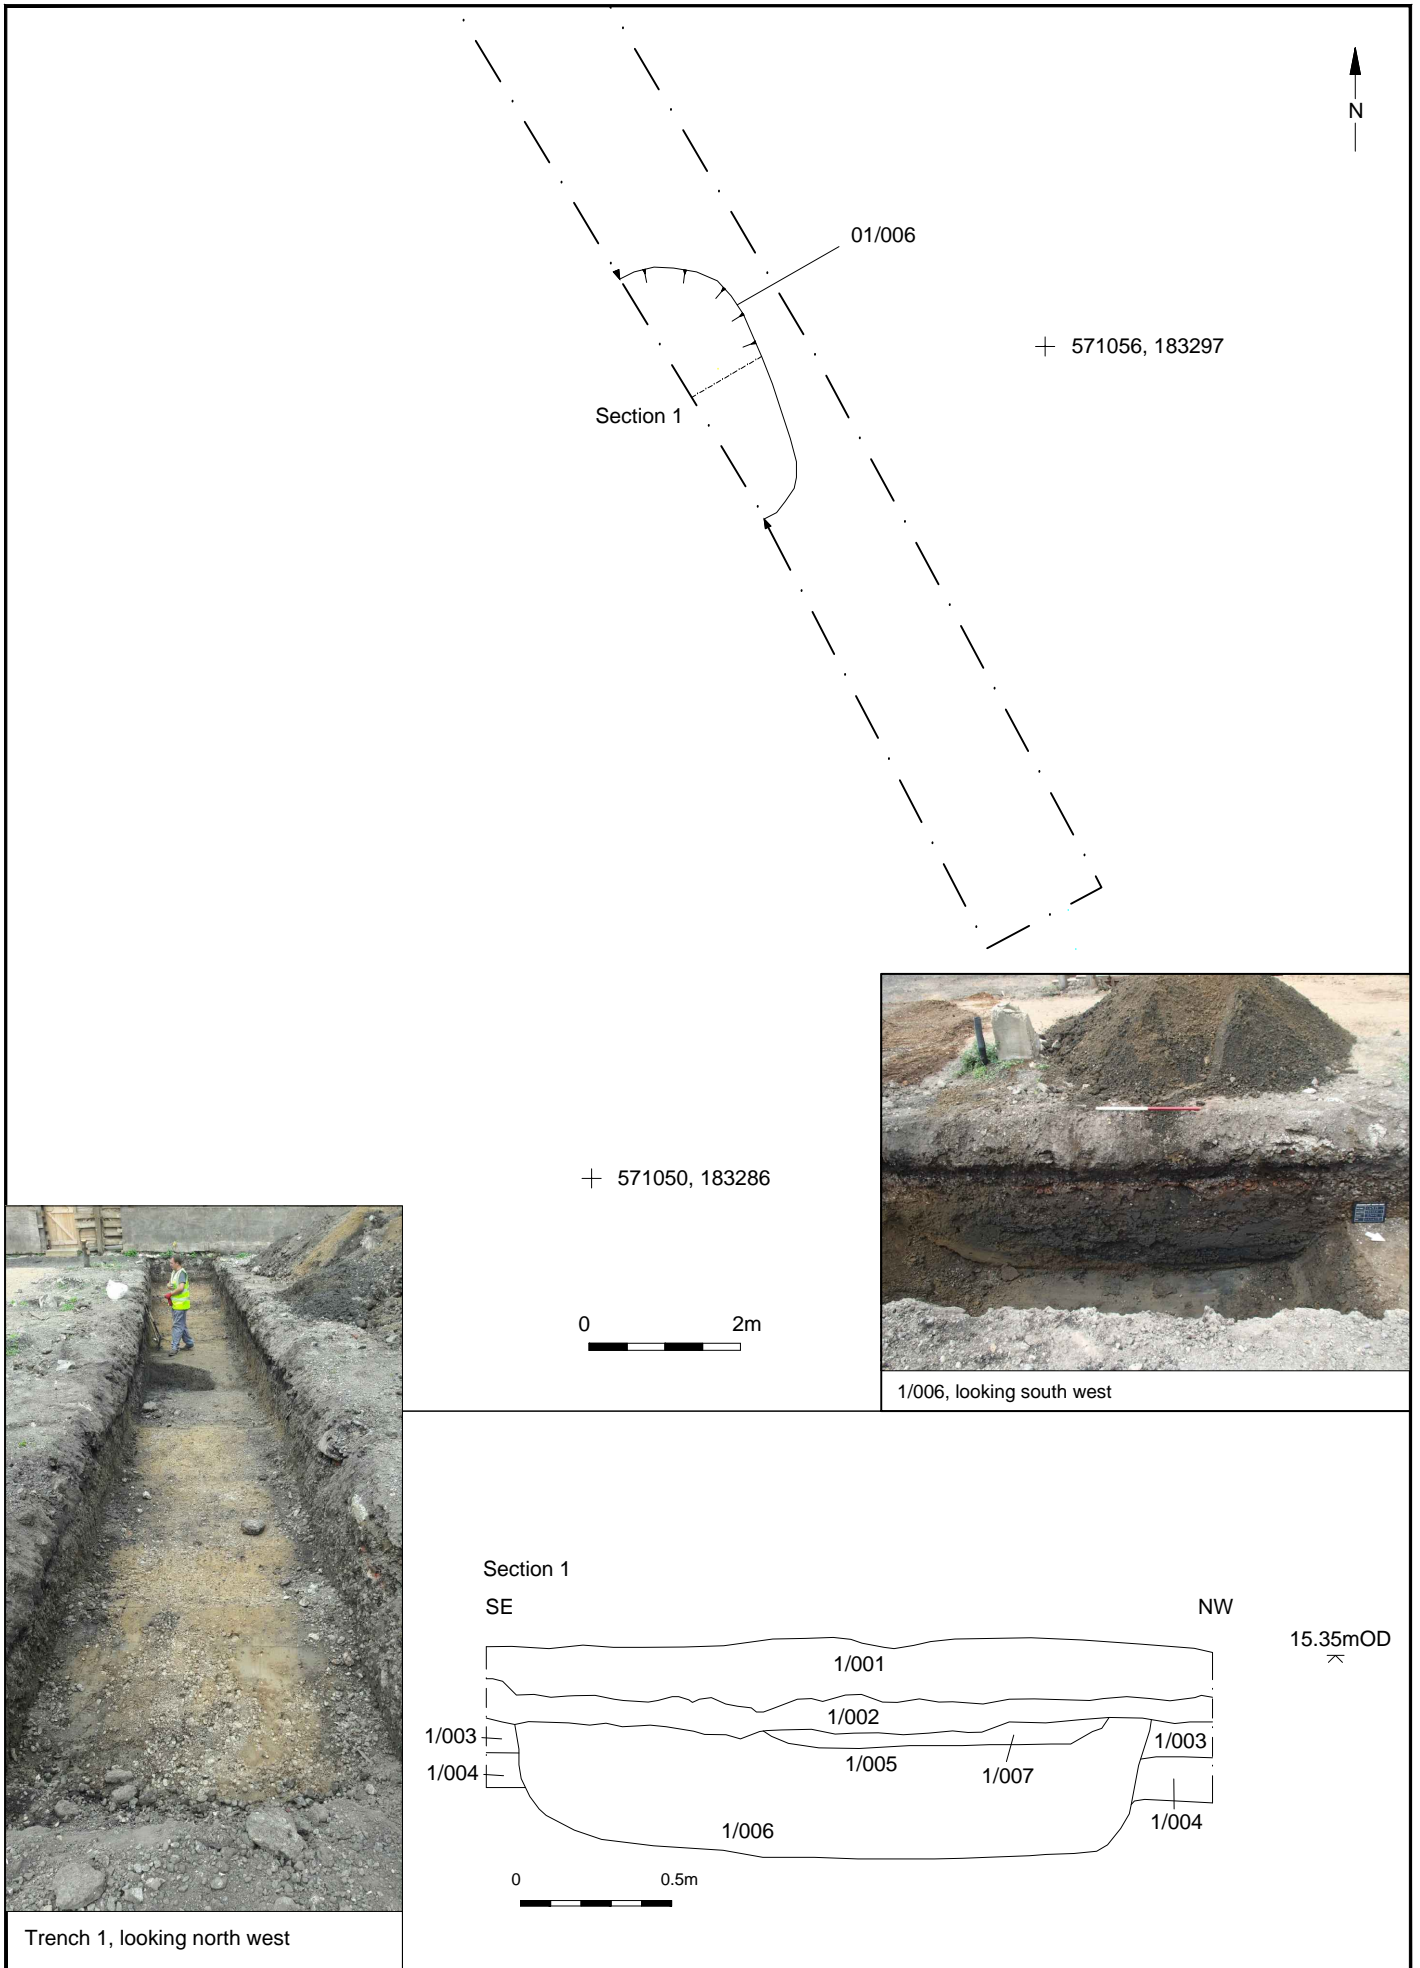 N
01/006
571056, 183297
Section 1
571050, 183286
0 2m
1/006, looking south west
Trench 1, looking north west
Section 1
SE NW
15.35mOD
1/001
1/002
1/003 1/003
1/005
1/004 1/007
1/004
1/006
0 0.5m